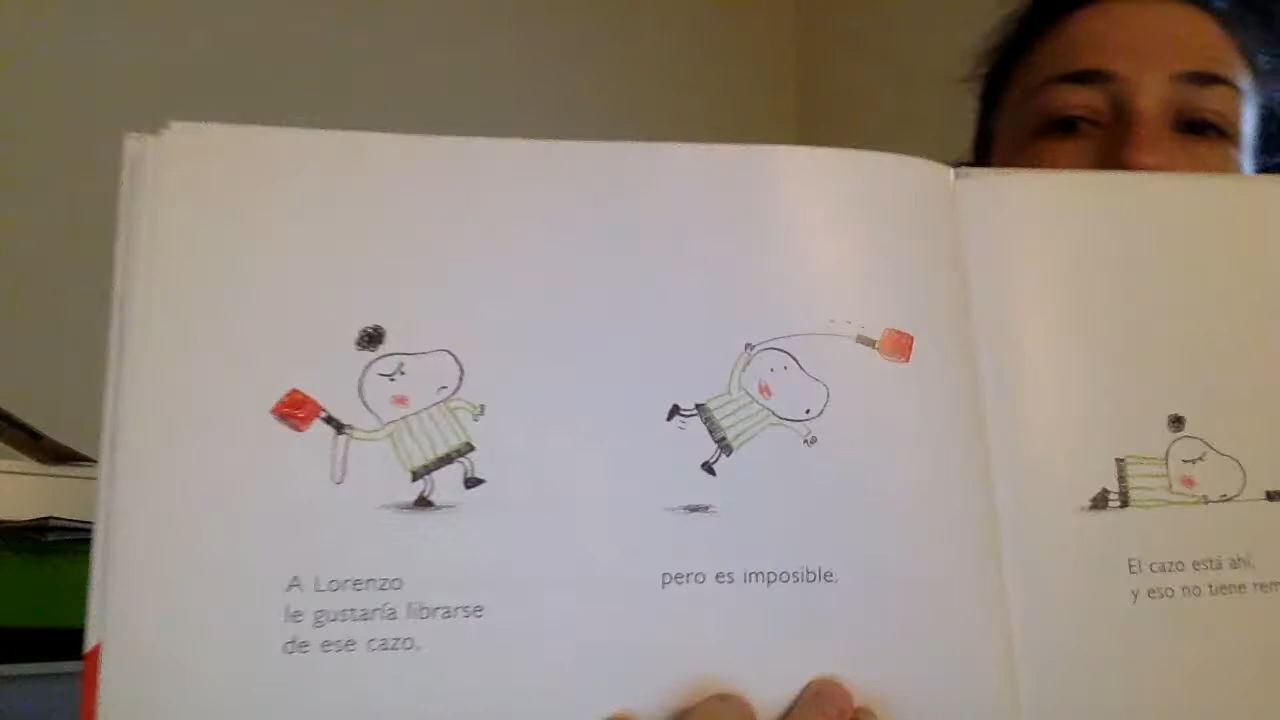 A Lorenzo
le gustaría librarse
de ese cazo,
pero es imposible.
El cazo está ahí,
y eso no tiene